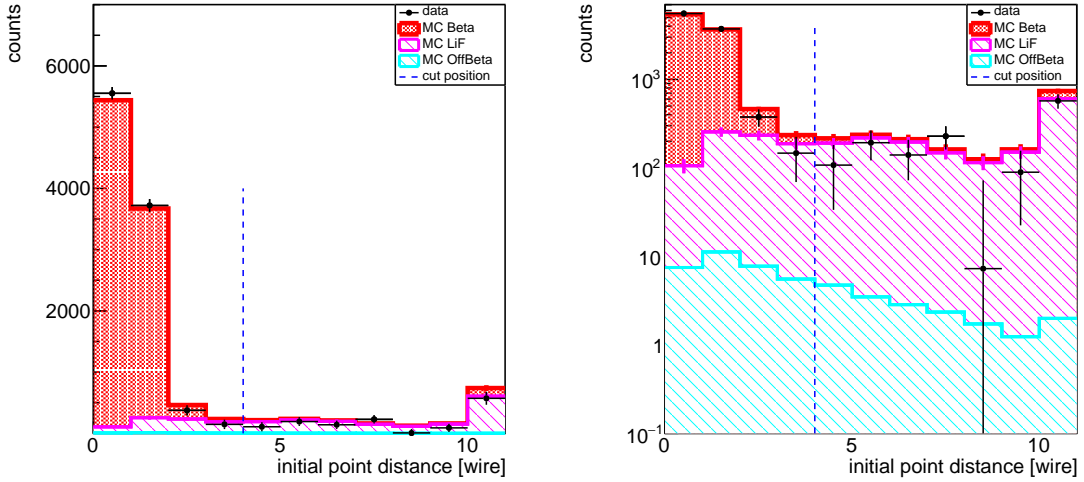 counts
6000
4000
2000
0
5
10
initial point distance [wire]
data
MC Beta
MC LiF
MC OffBeta
cut position
counts
10³
10²
10
1
10⁻¹
0
5
10
initial point distance [wire]
data
MC Beta
MC LiF
MC OffBeta
cut position